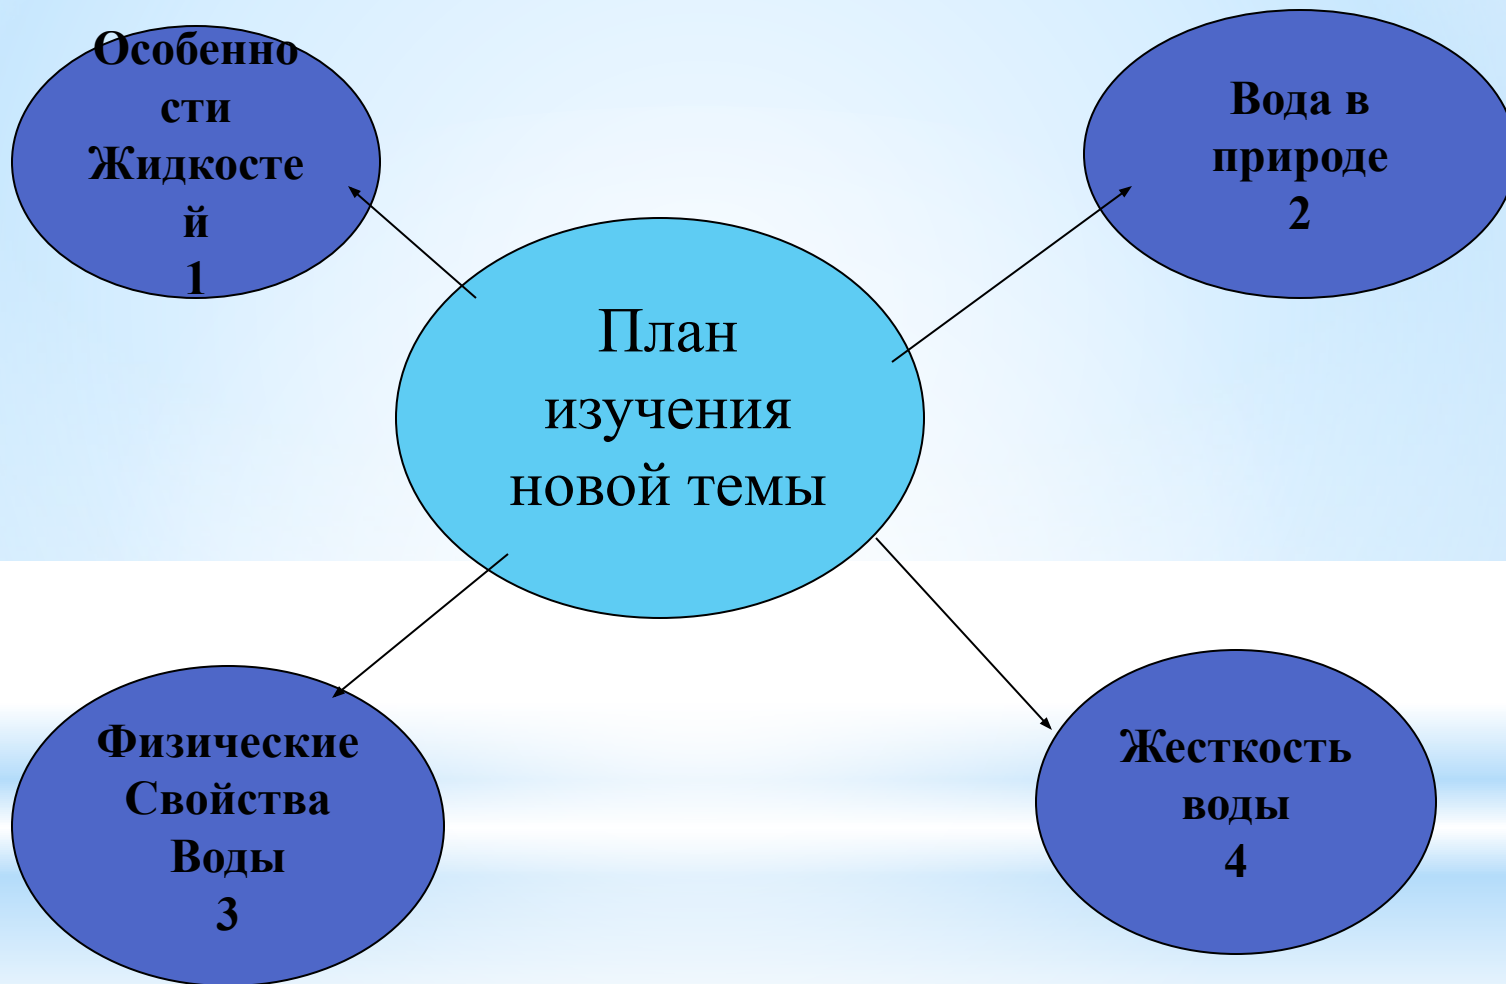 Особенно
сти
Жидкосте
й
1
Вода в
природе
2
План
изучения
новой темы
Физические
Свойства
Воды
3
Жесткость
воды
4